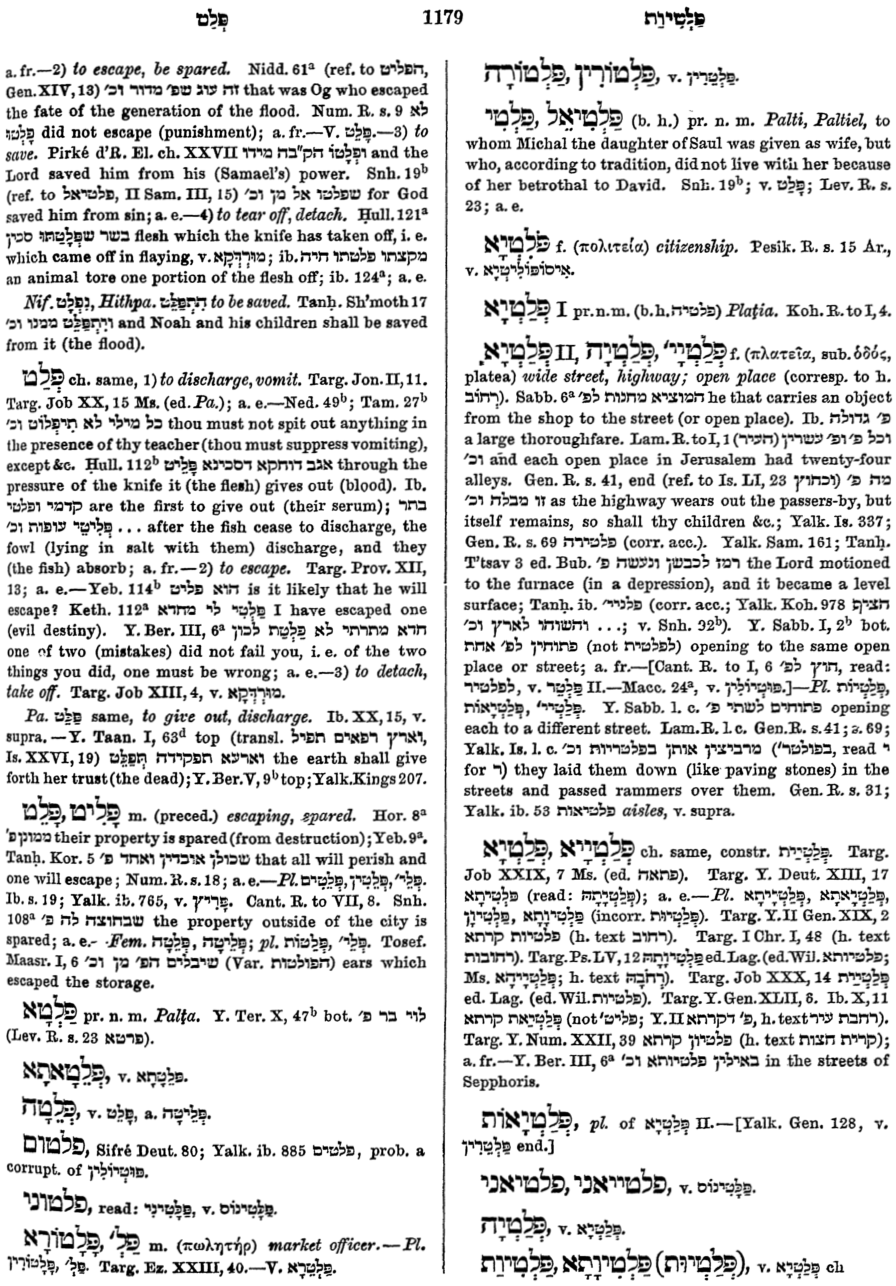 פְּלַט
1179
פַּלְטִיוַת
a. fr.—2) to escape, be spared. Nidd. 61ᵃ (ref. to הפליט,
Gen. XIV, 13) זה עוג שפ׳ מדור וכ׳ that was Og who escaped
the fate of the generation of the flood. Num. R. s. 9 לא
פָּלְטוּ did not escape (punishment); a. fr.—V. פָּלֵט.—3) to
save. Pirké d'R. El. ch. XXVII ופְלָטוֹ הק״בה מידו and the
Lord saved him from his (Samael's) power. Snh. 19ᵇ
(ref. to פלטיאל, II Sam. III, 15) שפלטו אל מן וכ׳ for God
saved him from sin; a. e.—4) to tear off, detach. Ḥull. 121ᵃ
בשר שפְּלָטַתּוּ סכין flesh which the knife has taken off, i. e.
which came off in flaying, v. מוּרְדְּקָא; ib. מקצתו פלטתו חיה
an animal tore one portion of the flesh off; ib. 124ᵃ; a. e.
Nif. נִפְלַט, Hithpa. הִתְפַּלֵּט to be saved. Tanḥ. Sh'moth 17
ויִתְפַּלֵּט ממנו וכ׳ and Noah and his children shall be saved
from it (the flood).
פְּלַט ch. same, 1) to discharge, vomit. Targ. Jon. II, 11.
Targ. Job XX, 15 Ms. (ed. Pa.); a. e.—Ned. 49ᵇ; Tam. 27ᵇ
כל מילי לא תִיפְלוֹט וכ׳ thou must not spit out anything in
the presence of thy teacher (thou must suppress vomiting),
except &c. Ḥull. 112ᵇ אגב דוחקא דסכינא פָּלֵיט through the
pressure of the knife it (the flesh) gives out (blood). Ib.
קדמי ופלטי are the first to give out (their serum); בתר
פָּלְיטֵי עופות וכ׳ . . . after the fish cease to discharge, the
fowl (lying in salt with them) discharge, and they
(the fish) absorb; a. fr.—2) to escape. Targ. Prov. XII,
13; a. e.—Yeb. 114ᵇ הוא פליט is it likely that he will
escape? Keth. 112ᵃ פְּלַטִי לי מחדא I have escaped one
(evil destiny). Y. Ber. III, 6ᵃ חדא מתרתי לא פָּלְטַת לכון
one of two (mistakes) did not fail you, i. e. of the two
things you did, one must be wrong; a. e.—3) to detach,
take off. Targ. Job XIII, 4, v. מוּרְדְּקָא.
Pa. פַּלֵּט same, to give out, discharge. Ib. XX, 15, v.
supra.—Y. Taan. I, 63ᵈ top (transl. וארץ רפאים תפיל,
Is. XXVI, 19) וארעא תפקידה תְּפַלֵּט the earth shall give
forth her trust (the dead); Y. Ber. V, 9ᵇ top; Yalk. Kings 207.
פָּלֵט, פָּלִיט m. (preced.) escaping, spared. Hor. 8ᵃ
ממונן פ׳ their property is spared (from destruction); Yeb. 9ᵃ.
Tanḥ. Kor. 5 שכולן אובדין ואחד פ׳ that all will perish and
one will escape; Num. R. s. 18; a. e.—Pl. פְּלֵטִים, פְּלֵטִין, פְּלֵי׳.
Ib. s. 19; Yalk. ib. 765, v. פָּרִיץ. Cant. R. to VII, 8. Snh.
108ᵃ שבחוצה לה פ׳ the property outside of the city is
spared; a. e.—Fem. פְּלֵטָה, פְּלֵיטָה; pl. פְּלֵטוֹת, פְּלֵי׳. Tosef.
Maasr. I, 6 שיבלים הפ׳ מן וכ׳ (Var. הפולטות) ears which
escaped the storage.
פַּלְטָא pr. n. m. Palṭa. Y. Ter. X, 47ᵇ bot. לוי בר פ׳
(Lev. R. s. 23 פרטא).
פְּלֵטָאתָא, v. פַּלְטָתָא.
פְּלֵטָה, v. פָּלֵט, a. פְּלֵיטָה.
פלטום, Sifré Deut. 80; Yalk. ib. 885 פלטים, prob. a
corrupt. of פּוּטִיוֹלִין.
פלטוני, read: פַּלָּטִינִי, v. פַּלָּטִינוֹס.
פָּלָטוֹרָא, פַּלְ׳ m. (πωλητήρ) market officer.—Pl.
פָּלָטוֹרִין, פַּלְ׳. Targ. Ez. XXIII, 40.—V. פַּלְטְרָא.
פַּלְטוֹרִין, פַּלְטוֹרָה, v. פַּלְטְרִין.
פַּלְטִי, פַּלְטִיאֵל (b. h.) pr. n. m. Palti, Paltiel, to
whom Michal the daughter of Saul was given as wife, but
who, according to tradition, did not live with her because
of her betrothal to David. Snh. 19ᵇ; v. פָּלַט; Lev. R. s.
23; a. e.
פֹּלִטְיָא f. (πολιτεία) citizenship. Pesik. R. s. 15 Ar.,
v. אִיסוֹפּוֹלִיטְיָא.
פְּלַטְיָא I pr. n. m. (b. h. פלטיה) Plaṭia. Koh. R. to I, 4.
פְּלַטְיָא II, פְּלַטְיָה, פְּלַטְיָי׳ f. (πλατεῖα, sub. ὁδός,
platea) wide street, highway; open place (corresp. to h.
רְחוֹב). Sabb. 6ᵃ המוציא מחנות לפ׳ he that carries an object
from the shop to the street (or open place). Ib. פ׳ גדולה
a large thoroughfare. Lam. R. to I, 1 (העיר) וכל פ׳ ופ׳ עשרין
וכ׳ and each open place in Jerusalem had twenty-four
alleys. Gen. R. s. 41, end (ref. to Is. LI, 23 וכחוץ) מה פ׳
זו מבלה וכ׳ as the highway wears out the passers-by, but
itself remains, so shall thy children &c.; Yalk. Is. 337;
Gen. R. s. 69 פלטירה (corr. acc.). Yalk. Sam. 161; Tanḥ.
T'tsav 3 ed. Bub. רמז לכבשן ונעשה פ׳ the Lord motioned
to the furnace (in a depression), and it became a level
surface; Tanḥ. ib. פלניי׳ (corr. acc.; Yalk. Koh. 978 הציף
והשוהו לארץ וכ׳ . . .; v. Snh. 92ᵇ). Y. Sabb. I, 2ᵇ bot.
פתוחין לפ׳ אחת (not לפלטית) opening to the same open
place or street; a. fr.—[Cant. R. to I, 6 חוץ לפ׳, read:
לפלטיר, v. פַּלְטֵר II.—Macc. 24ᵃ, v. פּוּטְיוֹלִין.]—Pl. פְּלַטְיוֹת,
פְּלַטְיָאוֹת, פְּלַטְיי׳. Y. Sabb. l. c. פתוחים לשתי פ׳ opening
each to a different street. Lam. R. l. c. Gen. R. s. 41; s. 69;
Yalk. Is. l. c. מרביצין אותן בפלטריות וכ׳ (בפולטר׳, read י
for ר) they laid them down (like paving stones) in the
streets and passed rammers over them. Gen. R. s. 31;
Yalk. ib. 53 פלטיאות aisles, v. supra.
פְּלַטְיָא, פְּלַטְיָיא ch. same, constr. פְּלַטְיַית. Targ.
Job XXIX, 7 Ms. (ed. פתאה). Targ. Y. Deut. XIII, 17
פלטיתא (read: פְּלַטְיָתָהּ); a. e.—Pl. פְּלַטְיָיתָא, פְּלַטְיָאתָא,
פְּלַטְיוָתָא, פְּלַטְיוָן (incorr. פְּלַטְיוּת). Targ. Y. II Gen. XIX, 2
פלטיות קרתא (h. text רחוב). Targ. I Chr. I, 48 (h. text
רחובות). Targ. Ps. LV, 12 פְּלַטְיוָתָהּ ed. Lag. (ed. Wil. פלטיותא;
Ms. פְּלַטְיָיהָא; h. text רְחֹבָהּ). Targ. Job XXX, 14 פְּלַטְיַית
ed. Lag. (ed. Wil. פלטיות). Targ. Y. Gen. XLII, 6. Ib. X, 11
פְּלַטְיַאת קרתא (not פליט׳; Y. II פ׳ דקרתא, h. text רחבת עיר).
Targ. Y. Num. XXII, 39 פלטיון קרתא (h. text קרית חצות);
a. fr.—Y. Ber. III, 6ᵃ באילין פלטיותא וכ׳ in the streets of
Sepphoris.
פְּלַטְיָאוֹת, pl. of פְּלַטְיָא II.—[Yalk. Gen. 128, v.
פַּלְטְרִין end.]
פלטיאני, פלטייאני, v. פַּלָּטִינוֹס.
פְּלַטְיָה, v. פְּלַטְיָא.
פְּלַטְיוַת, פְּלַטְיוָתָא (פְּלַטְיוּת), v. פְּלַטְיָא ch